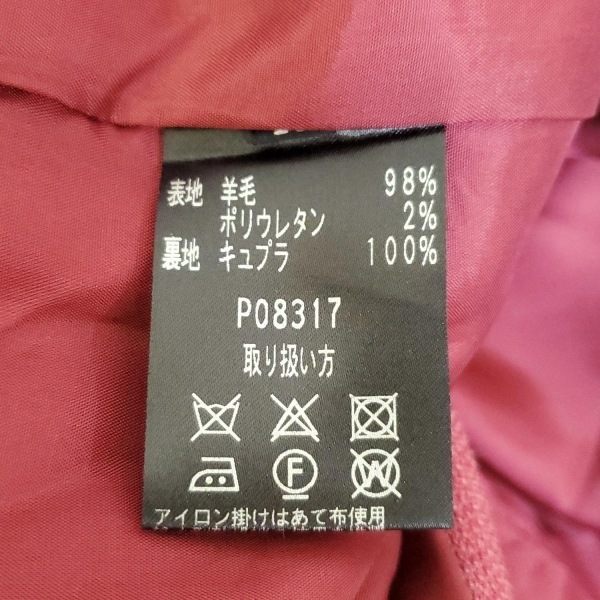 表地 羊毛 98%
ポリウレタン 2%
裏地 キュプラ 100%
P08317
取り扱い方
F W
アイロン掛けはあて布使用